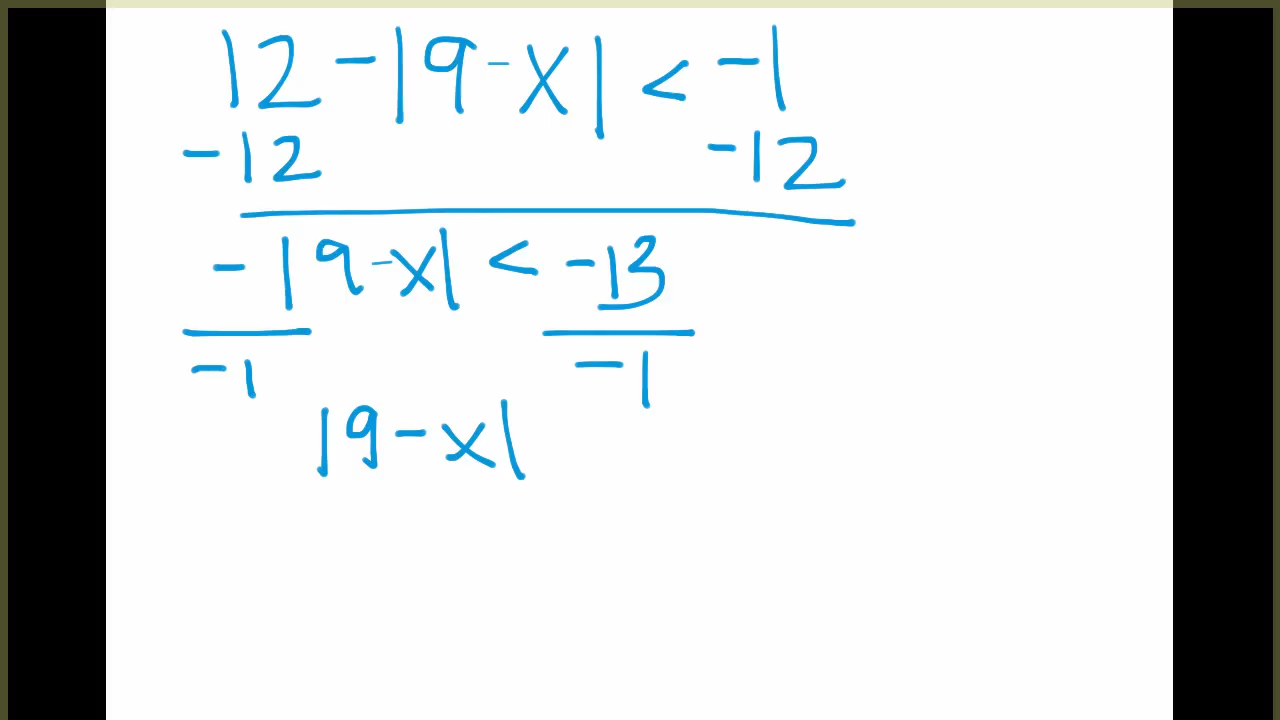 12 - |9 - x| < -1
-12 -12
-|9 - x| < -13
-1 -1
|9 - x|